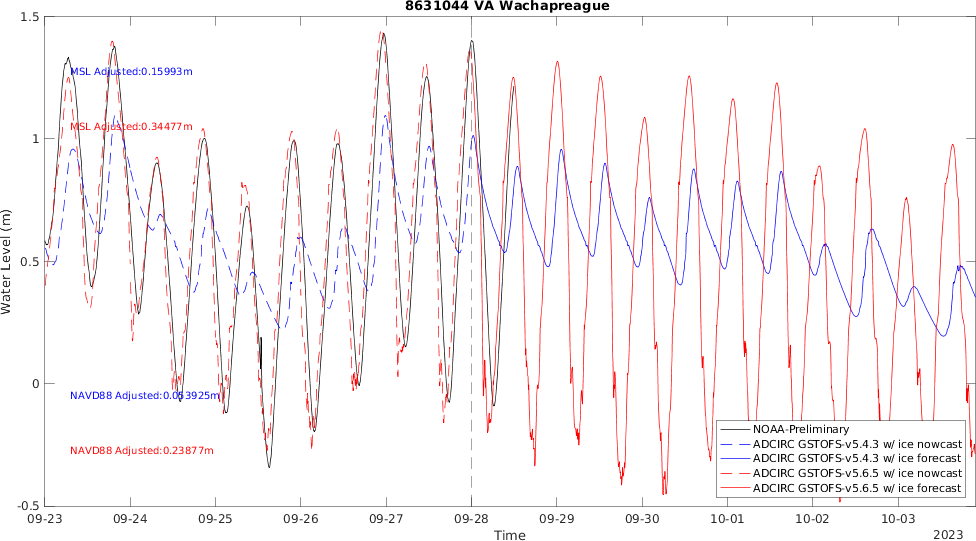 8631044 VA Wachapreague
1.5
MSL Adjusted:0.15993m
MSL Adjusted:0.34477m
1
Water Level (m)
0.5
0
NAVD88 Adjusted:0.053925m
NAVD88 Adjusted:0.23877m
NOAA-Preliminary
ADCIRC GSTOFS-v5.4.3 w/ ice nowcast
ADCIRC GSTOFS-v5.4.3 w/ ice forecast
ADCIRC GSTOFS-v5.6.5 w/ ice nowcast
ADCIRC GSTOFS-v5.6.5 w/ ice forecast
-0.5
09-23 09-24 09-25 09-26 09-27 09-28 09-29 09-30 10-01 10-02 10-03
Time
2023